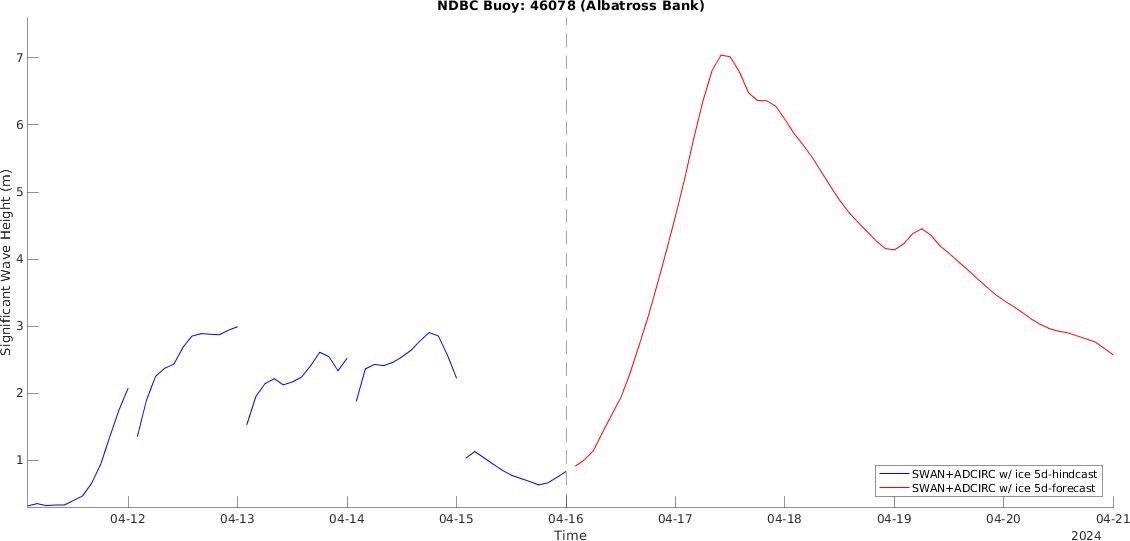 NDBC Buoy: 46078 (Albatross Bank)
Significant Wave Height (m)
7
6
5
4
3
2
1
SWAN+ADCIRC w/ ice 5d-hindcast
SWAN+ADCIRC w/ ice 5d-forecast
04-12 04-13 04-14 04-15 04-16 04-17 04-18 04-19 04-20 04-21
Time
2024